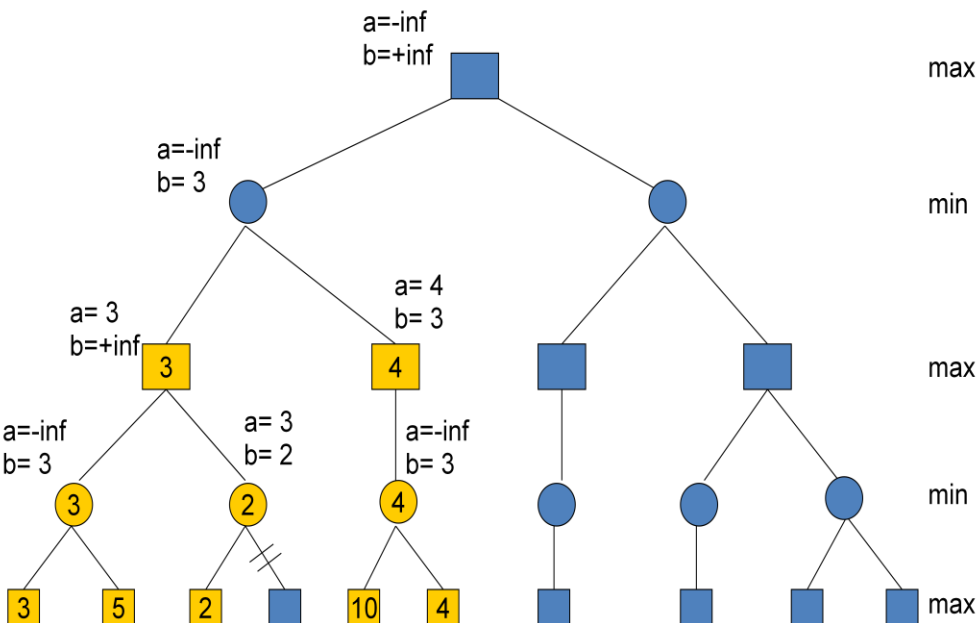 a=-inf
b=+inf
max
a=-inf
b= 3
min
a= 4
b= 3
a= 3
b=+inf
3
4
max
a=-inf
b= 3
a= 3
b= 2
a=-inf
b= 3
3
2
4
min
3
5
2
10
4
max